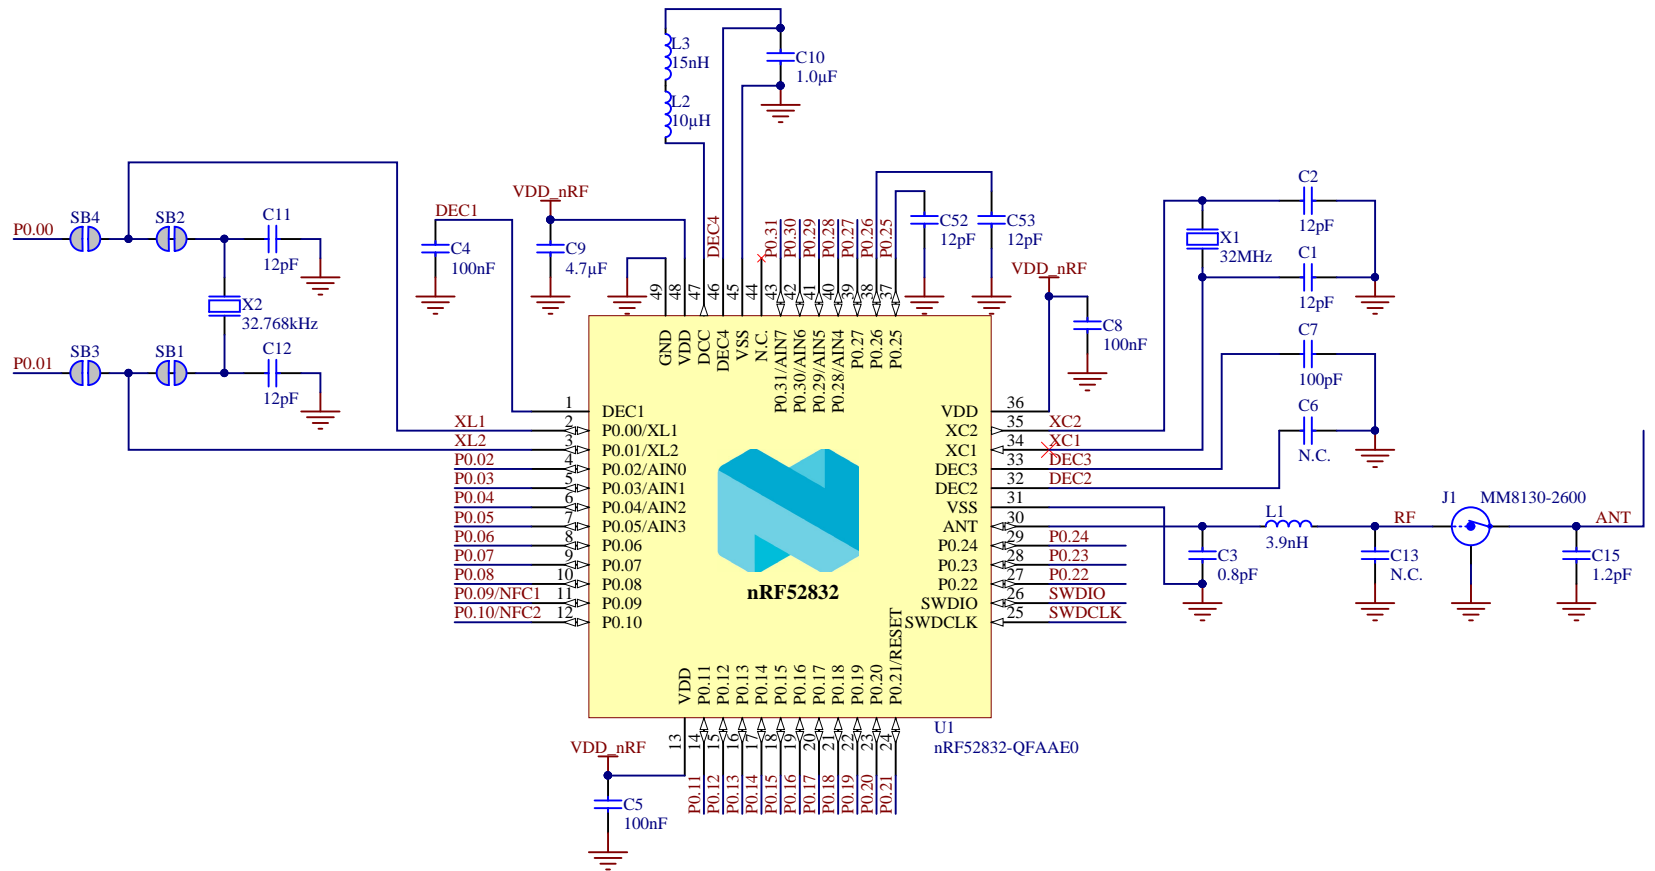 L3
15nH
L2
10µH
C10
1.0µF
P0.00
SB4
SB2
C11
12pF
X2
32.768kHz
P0.01
SB3
SB1
C12
12pF
DEC1
C4
100nF
VDD_nRF
C9
4.7µF
DEC4
P0.31
P0.30
P0.29
P0.28
P0.27
P0.26
P0.25
C52
12pF
C53
12pF
VDD_nRF
C8
100nF
X1
32MHz
C2
12pF
C1
12pF
C7
100pF
C6
N.C.
49
48
47
46
45
44
43
42
41
40
39
38
37
GND
VDD
DCC
DEC4
VSS
N.C.
P0.31/AIN7
P0.30/AIN6
P0.29/AIN5
P0.28/AIN4
P0.27
P0.26
P0.25
1 DEC1
XL1 2 P0.00/XL1
XL2 3 P0.01/XL2
P0.02 4 P0.02/AIN0
P0.03 5 P0.03/AIN1
P0.04 6 P0.04/AIN2
P0.05 7 P0.05/AIN3
P0.06 8 P0.06
P0.07 9 P0.07
P0.08 10 P0.08
P0.09/NFC1 11 P0.09
P0.10/NFC2 12 P0.10
VDD 36
XC2 35 XC2
XC1 34 XC1
DEC3 33 DEC3
DEC2 32 DEC2
VSS 31
ANT 30
P0.24 29 P0.24
P0.23 28 P0.23
P0.22 27 P0.22
SWDIO 26 SWDIO
SWDCLK 25 SWDCLK
nRF52832
VDD
P0.11
P0.12
P0.13
P0.14
P0.15
P0.16
P0.17
P0.18
P0.19
P0.20
P0.21/RESET
13
14
15
16
17
18
19
20
21
22
23
24
P0.11
P0.12
P0.13
P0.14
P0.15
P0.16
P0.17
P0.18
P0.19
P0.20
P0.21
U1
nRF52832-QFAAE0
VDD_nRF
C5
100nF
C3
0.8pF
L1
3.9nH
RF
C13
N.C.
J1
MM8130-2600
ANT
C15
1.2pF